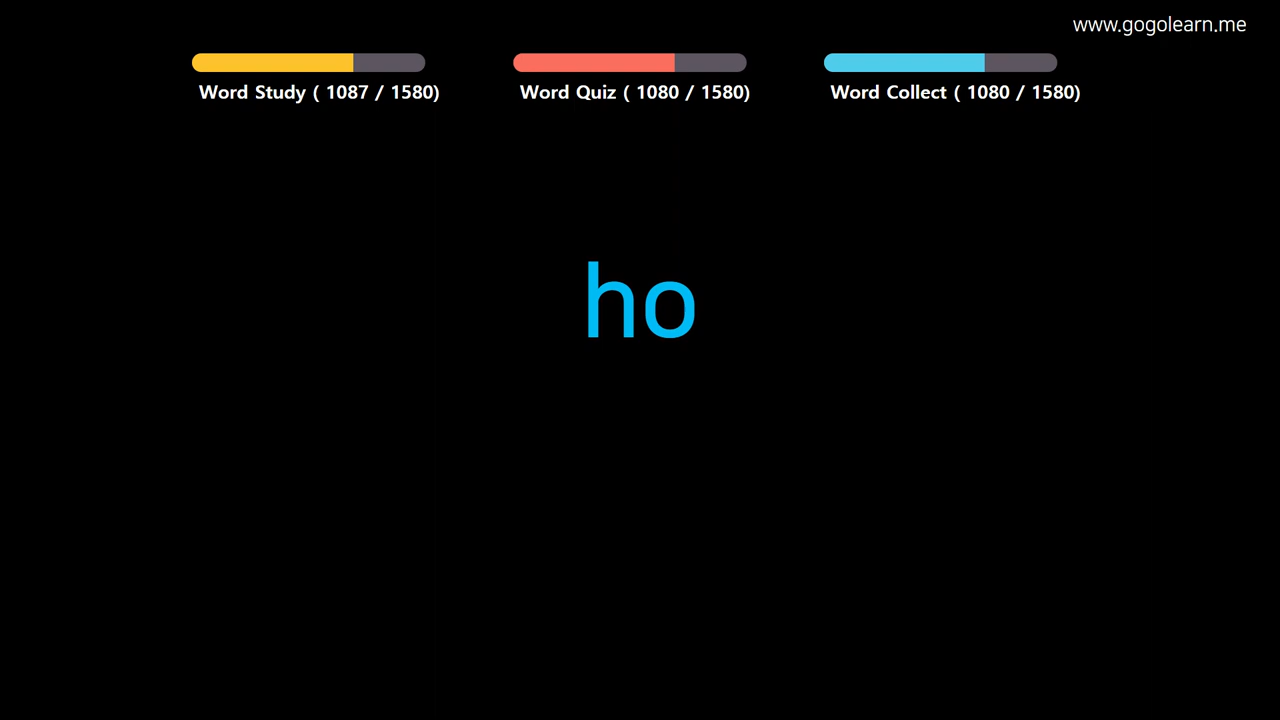 www.gogolearn.me
Word Study ( 1087 / 1580)
Word Quiz ( 1080 / 1580)
Word Collect ( 1080 / 1580)
ho